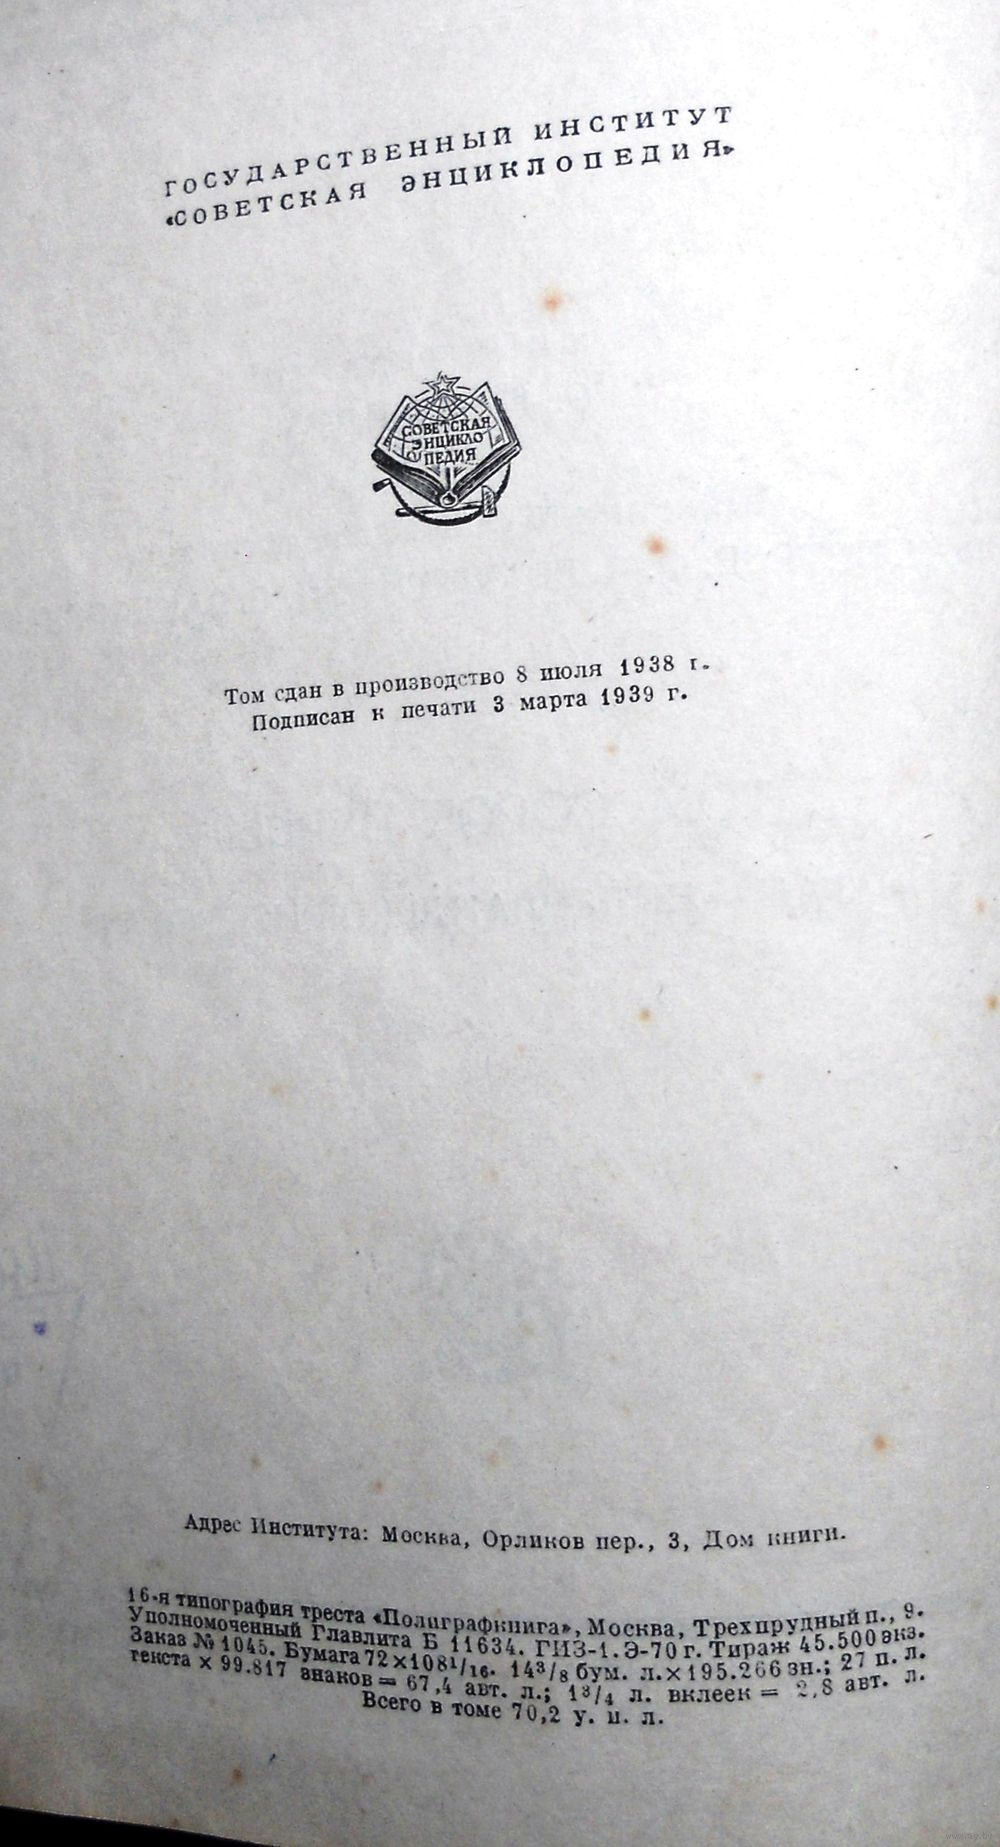 ГОСУДАРСТВЕННЫЙ ИНСТИТУТ
«СОВЕТСКАЯ ЭНЦИКЛОПЕДИЯ»
СОВЕТСКАЯ
ЭНЦИКЛО
ПЕДИЯ
Том сдан в производство 8 июля 1938 г.
Подписан к печати 3 марта 1939 г.
Адрес Института: Москва, Орликов пер., 3, Дом книги.
16-я типография треста «Полиграфкнига», Москва, Трехпрудный п., 9.
Уполномоченный Главлита Б 11634. ГИЗ-1. Э-70 г. Тираж 45.500 экз.
Заказ № 1045. Бумага 72×108¹/₁₆. 14³/₈ бум. л.×195.266 зн.; 27 п. л.
текста × 99.817 знаков = 67,4 авт. л.; 1³/₄ л. вклеек = 2,8 авт. л.
Всего в томе 70,2 у. п. л.